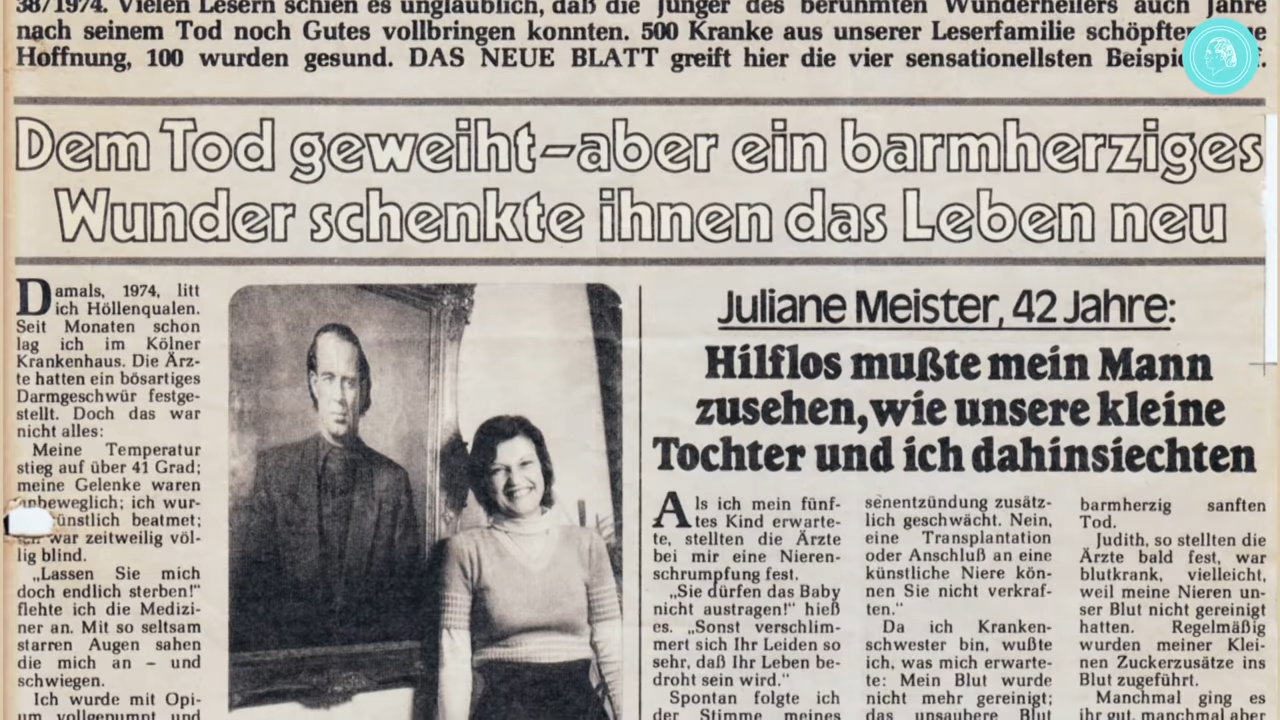 38/1974. Vielen Lesern schien es unglaublich, daß die Jünger des berühmten Wunderheilers auch Jahre
nach seinem Tod noch Gutes vollbringen konnten. 500 Kranke aus unserer Leserfamilie schöpften
Hoffnung, 100 wurden gesund. DAS NEUE BLATT greift hier die vier sensationellsten
Dem Tod geweiht–aber ein barmherziges
Wunder schenkte ihnen das Leben neu
Damals, 1974, litt
ich Höllenqualen.
Seit Monaten schon
lag ich im Kölner
Krankenhaus. Die Ärz-
te hatten ein bösartiges
Darmgeschwür festge-
stellt. Doch das war
nicht alles:
Meine Temperatur
stieg auf über 41 Grad;
meine Gelenke waren
unbeweglich; ich wur-
künstlich beatmet;
war zeitweilig völ-
lig blind.
„Lassen Sie mich
doch endlich sterben!"
flehte ich die Medizi-
ner an. Mit so seltsam
starren Augen sahen
die mich an – und
schwiegen.
Ich wurde mit Opi-
um vollgepumpt und
Juliane Meister, 42 Jahre:
Hilflos mußte mein Mann
zusehen, wie unsere kleine
Tochter und ich dahinsiechten
Als ich mein fünf-
tes Kind erwarte-
te, stellten die Ärzte
bei mir eine Nieren-
schrumpfung fest.
„Sie dürfen das Baby
nicht austragen!" hieß
es. „Sonst verschlim-
mert sich Ihr Leiden so
sehr, daß Ihr Leben be-
droht sein wird."
Spontan folgte ich
der Stimme meines
senentzündung zusätz-
lich geschwächt. Nein,
eine Transplantation
oder Anschluß an eine
künstliche Niere kön-
nen Sie nicht verkraf-
ten."
Da ich Kranken-
schwester bin, wußte
ich, was mich erwarte-
te: Mein Blut wurde
nicht mehr gereinigt;
das unsaubere Blut
barmherzig sanften
Tod.
Judith, so stellten die
Ärzte bald fest, war
blutkrank, vielleicht,
weil meine Nieren un-
ser Blut nicht gereinigt
hatten. Regelmäßig
wurden meiner Klei-
nen Zuckerzusätze ins
Blut zugeführt.
Manchmal ging es
ihr gut, manchmal aber